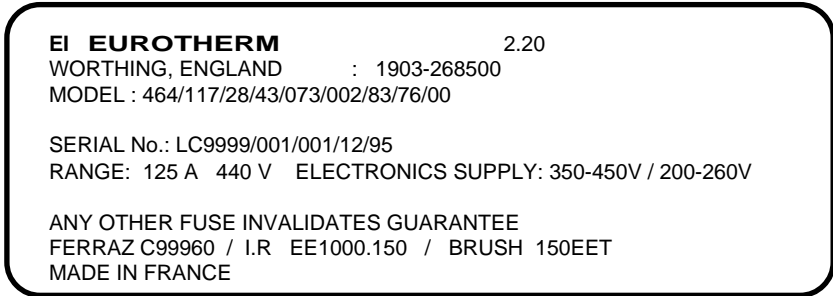 EI EUROTHERM 2.20
WORTHING, ENGLAND : 1903-268500
MODEL : 464/117/28/43/073/002/83/76/00
SERIAL No.: LC9999/001/001/12/95
RANGE: 125 A 440 V ELECTRONICS SUPPLY: 350-450V / 200-260V
ANY OTHER FUSE INVALIDATES GUARANTEE
FERRAZ C99960 / I.R EE1000.150 / BRUSH 150EET
MADE IN FRANCE